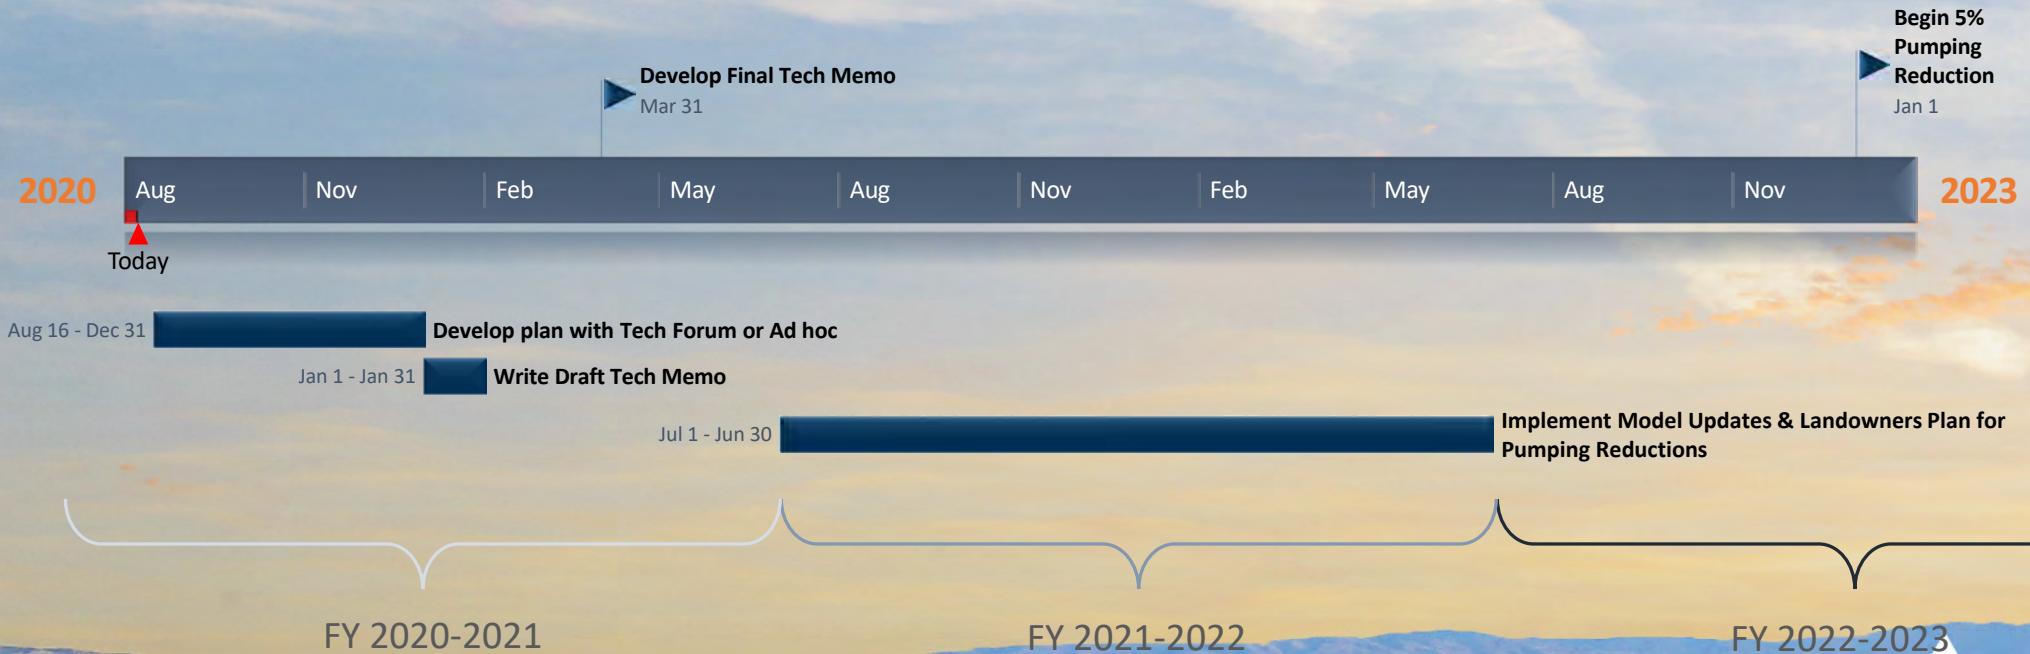 Begin 5%
Pumping
Reduction
Jan 1
Develop Final Tech Memo
Mar 31
2020
Aug
Nov
Feb
May
Aug
Nov
Feb
May
Aug
Nov
2023
Today
Aug 16 - Dec 31
Develop plan with Tech Forum or Ad hoc
Jan 1 - Jan 31
Write Draft Tech Memo
Jul 1 - Jun 30
Implement Model Updates & Landowners Plan for
Pumping Reductions
FY 2020-2021
FY 2021-2022
FY 2022-2023